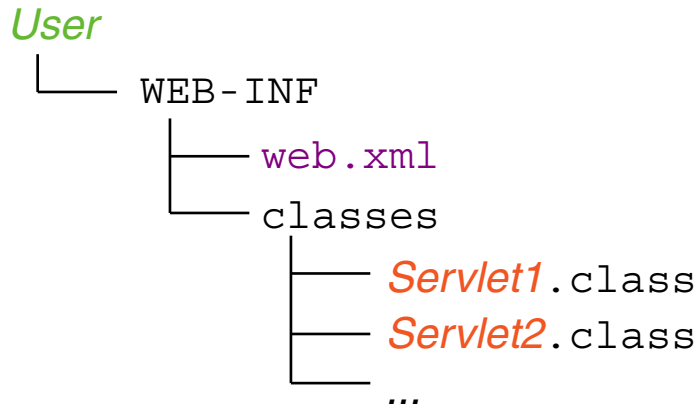 User
WEB-INF
web.xml
classes
Servlet1.class
Servlet2.class
...